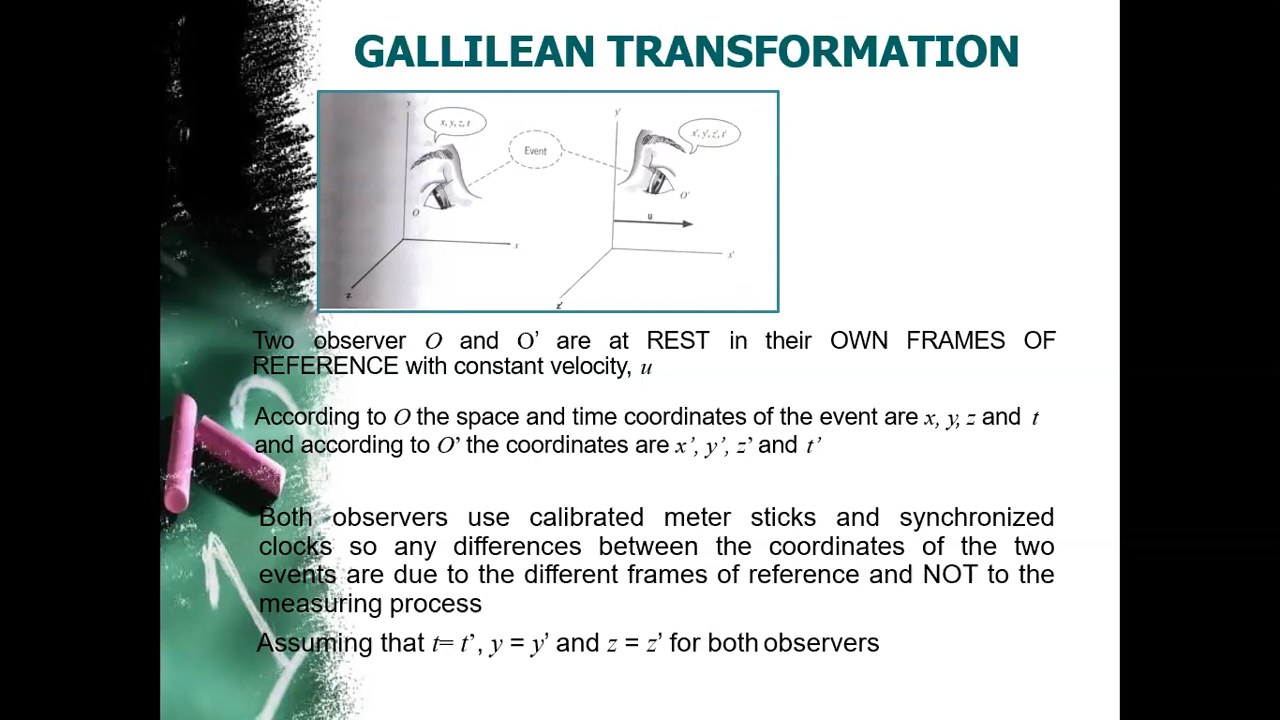 GALLILEAN TRANSFORMATION
y
x, y, z, t
Event
y'
x', y', z', t'
O
O'
u
x
x'
z
z'
Two observer O and O’ are at REST in their OWN FRAMES OF
REFERENCE with constant velocity, u
According to O the space and time coordinates of the event are x, y, z and t
and according to O’ the coordinates are x’, y’, z’ and t’
Both observers use calibrated meter sticks and synchronized
clocks so any differences between the coordinates of the two
events are due to the different frames of reference and NOT to the
measuring process
Assuming that t= t’, y = y’ and z = z’ for both observers